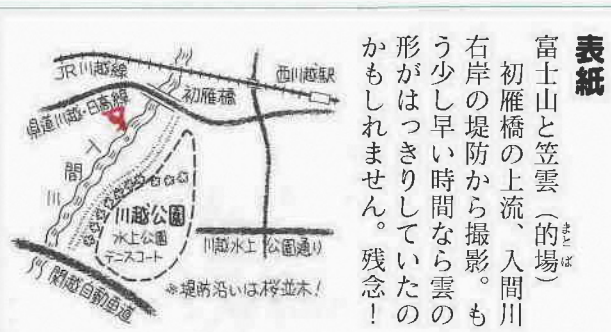 表紙
富士山と笠雲（的場）
まとば
初雁橋の上流、入間川
右岸の堤防から撮影。も
う少し早い時間なら雲の
形がはっきりしていたの
かもしれません。残念！
JR川越線
西川越駅
初雁橋
県道川越・日高線
入間川
川越公園
水上公園
テニスコート
川越水上公園通り
関越自動車道
※堤防沿いは桜並木！